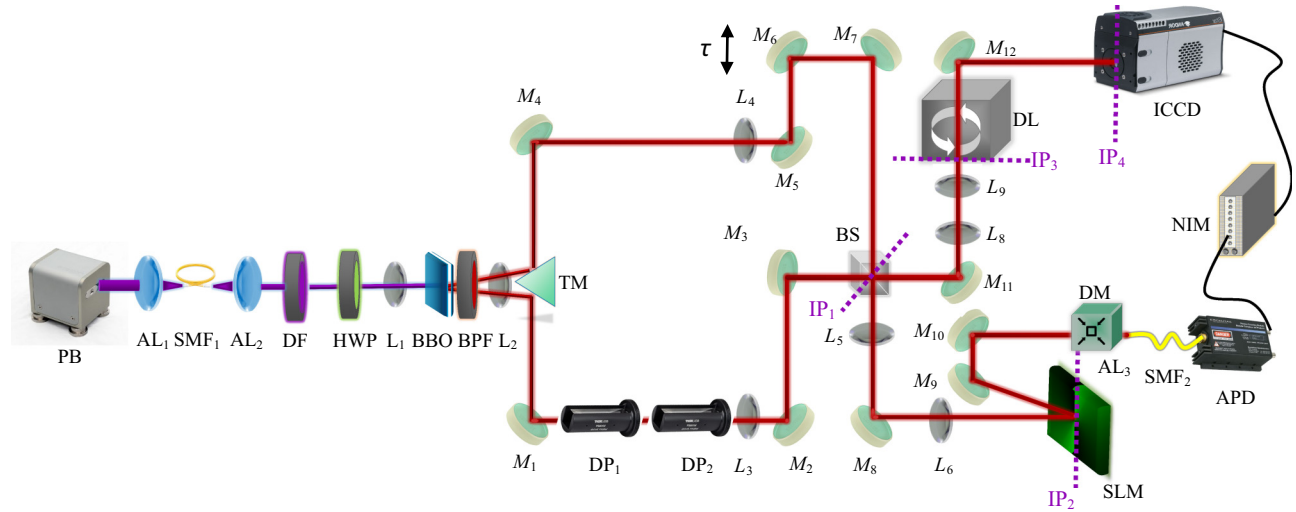 M₆
M₇
M₁₂
τ
ICCD
L₄
M₄
DL
IP₃
IP₄
M₅
L₉
NIM
M₃
BS
L₈
TM
IP₁
M₁₁
DM
M₁₀
PB
AL₁
SMF₁
AL₂
DF
HWP
L₁
BBO
BPF
L₂
L₅
AL₃
SMF₂
APD
M₉
M₁
DP₁
DP₂
L₃
M₂
M₈
L₆
IP₂
SLM